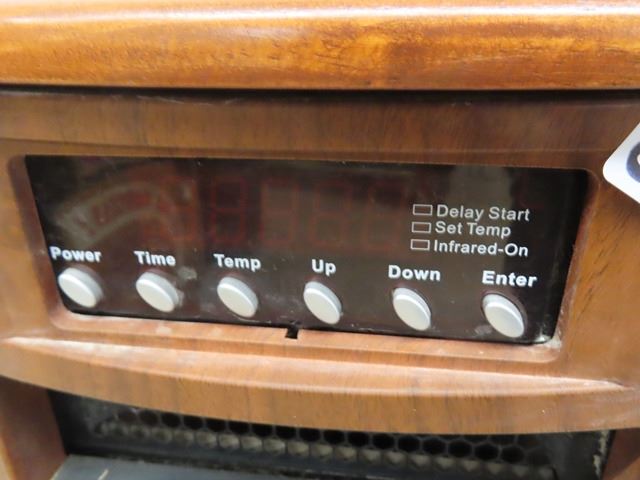 Delay Start
Set Temp
Infrared-On
Power Time Temp Up Down Enter